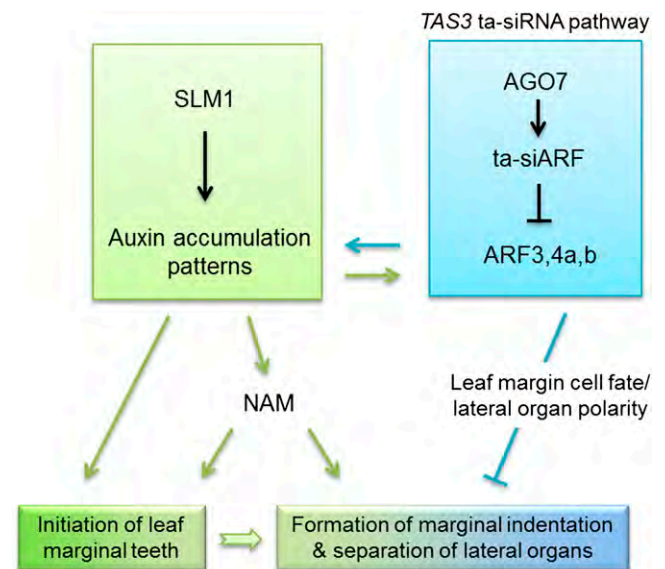 TAS3 ta-siRNA pathway
SLM1
Auxin accumulation
patterns
AGO7
ta-siARF
ARF3,4a,b
Leaf margin cell fate/
lateral organ polarity
NAM
Initiation of leaf
marginal teeth
Formation of marginal indentation
& separation of lateral organs